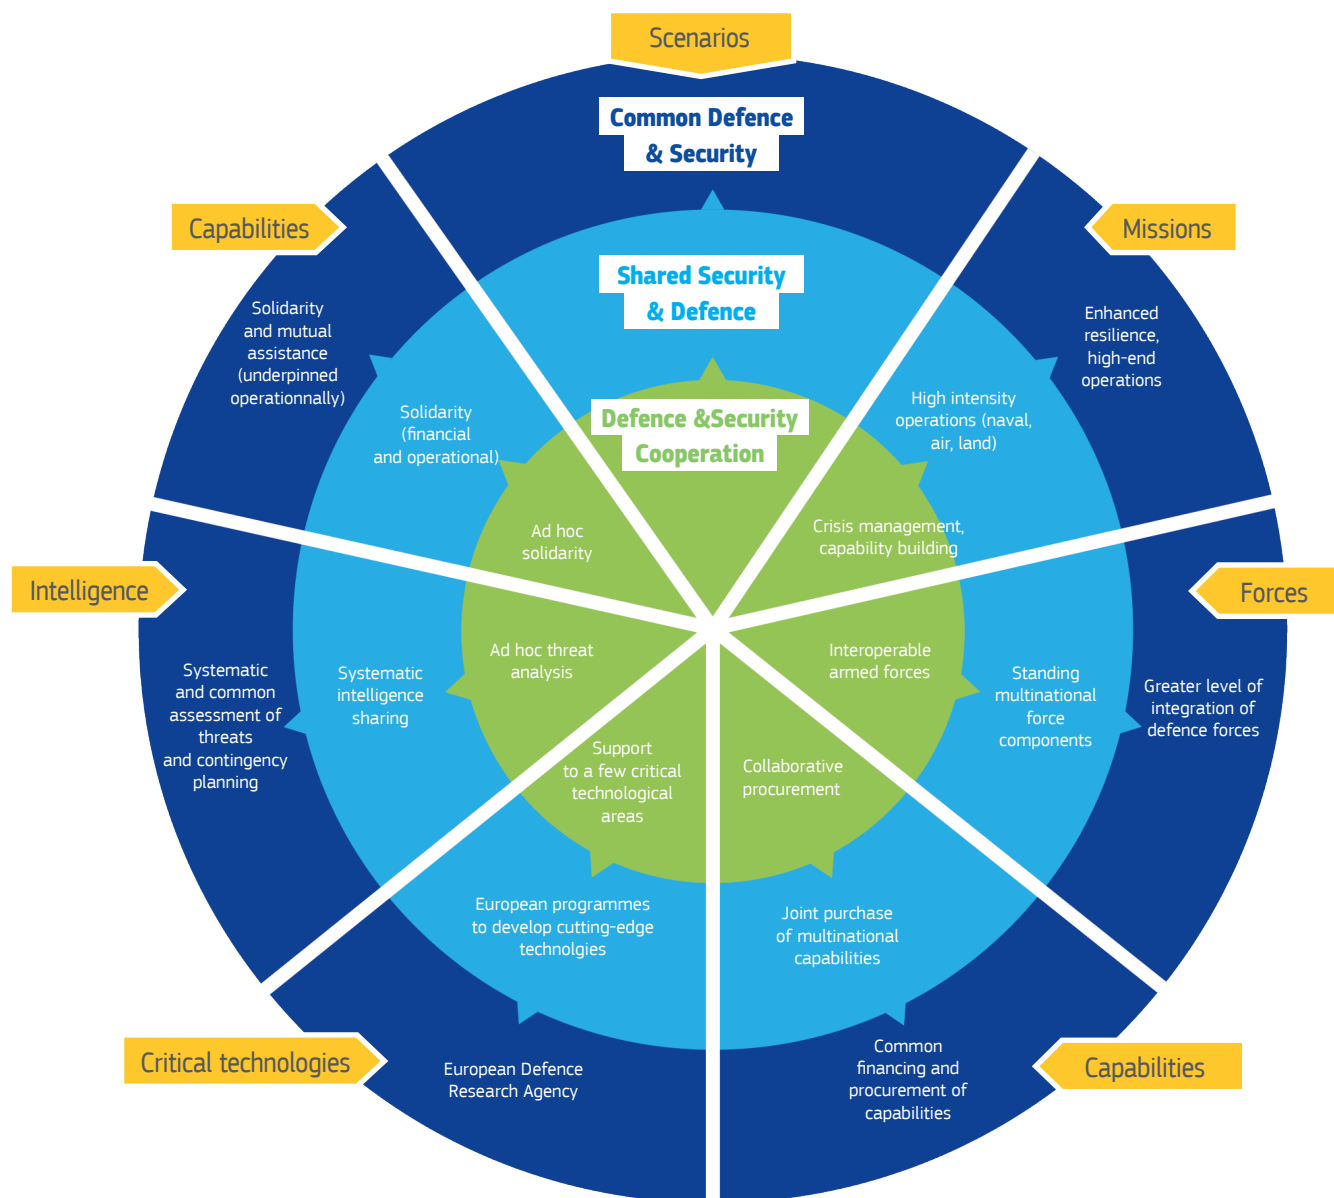 Scenarios
Common Defence
& Security
Shared Security
& Defence
Defence &Security
Cooperation
Missions
Enhanced
resilience,
high-end
operations
High intensity
operations (naval,
air, land)
Crisis management,
capability building
Forces
Interoperable
armed forces
Standing
multinational
force
components
Greater level of
integration of
defence forces
Capabilities
Collaborative
procurement
Joint purchase
of multinational
capabilities
Common
financing and
procurement of
capabilities
Critical technologies
Support
to a few critical
technological
areas
European programmes
to develop cutting-edge
technolgies
European Defence
Research Agency
Intelligence
Ad hoc threat
analysis
Systematic
intelligence
sharing
Systematic
and common
assessment of
threats
and contingency
planning
Capabilities
Solidarity
and mutual
assistance
(underpinned
operationnally)
Solidarity
(financial
and operational)
Ad hoc
solidarity